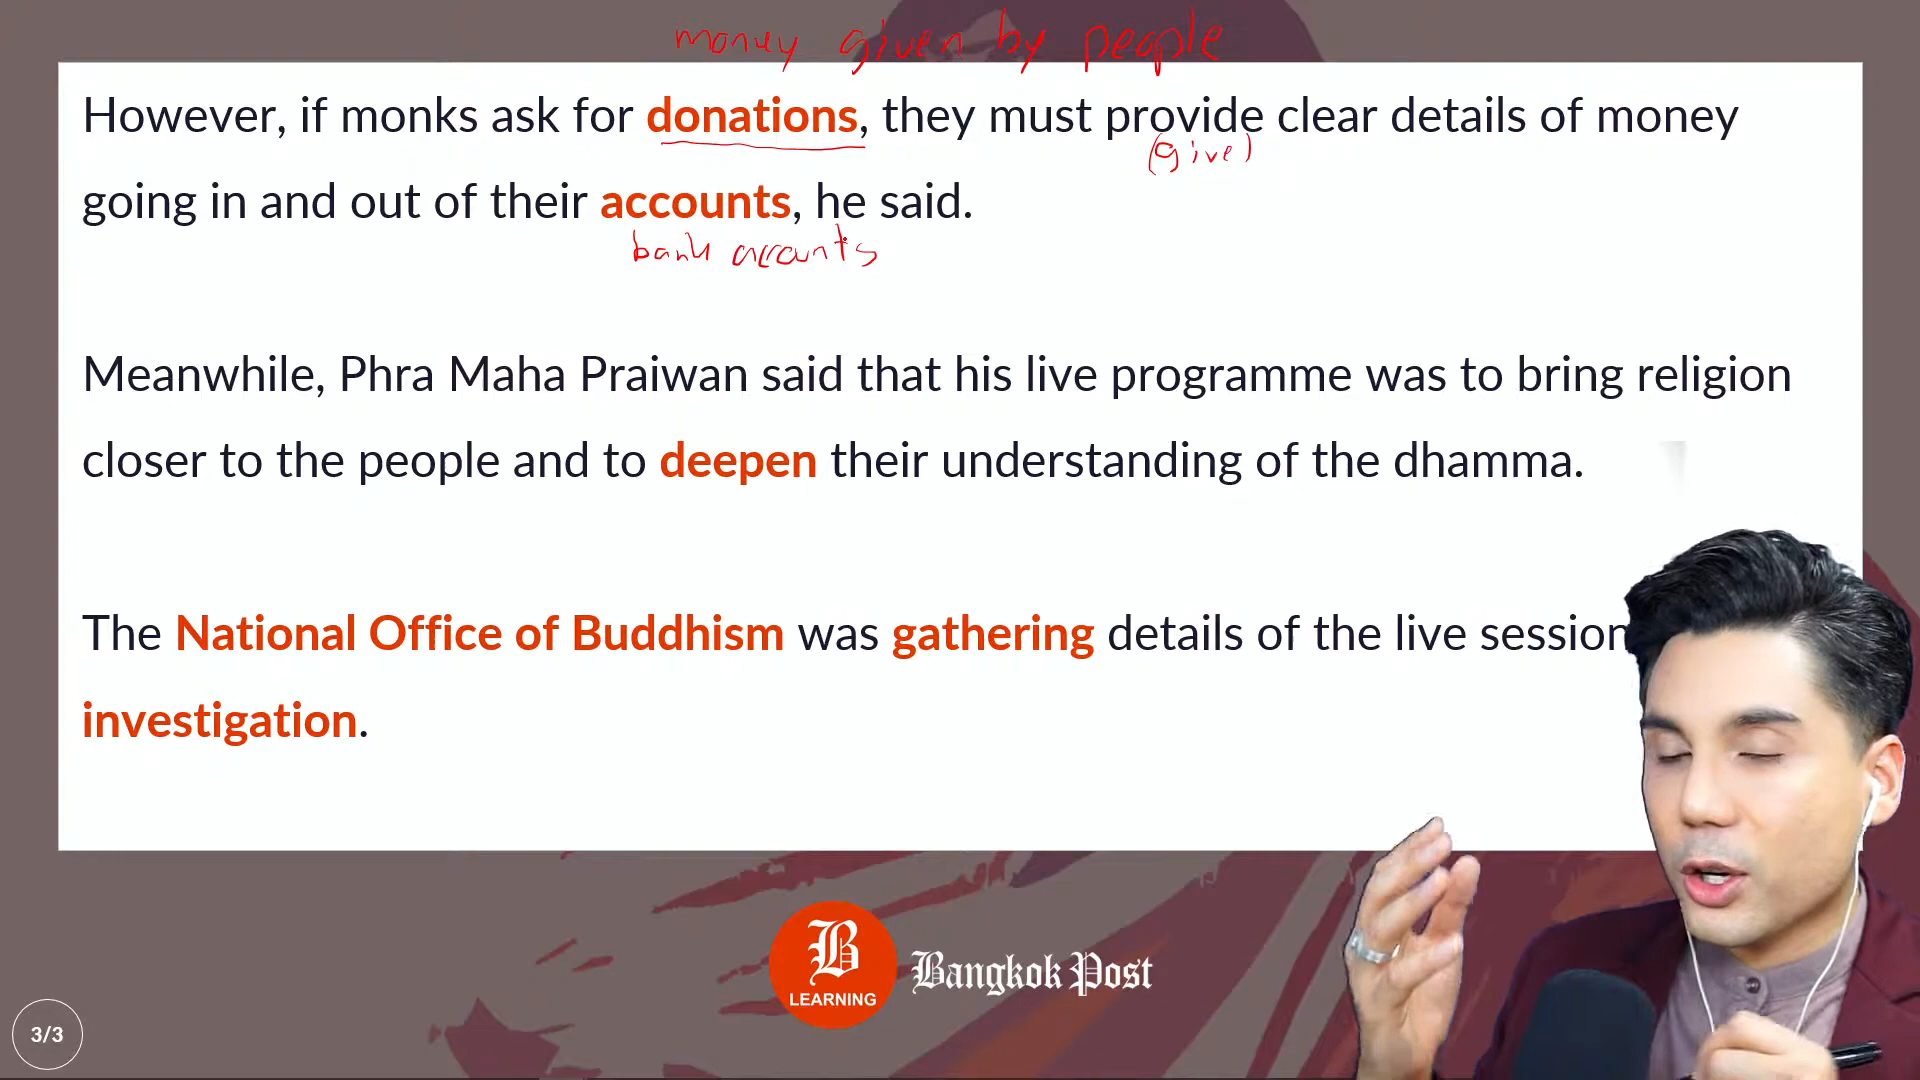 money given by people
However, if monks ask for donations, they must provide clear details of money
(give)
going in and out of their accounts, he said.
bank accounts
Meanwhile, Phra Maha Praiwan said that his live programme was to bring religion
closer to the people and to deepen their understanding of the dhamma.
The National Office of Buddhism was gathering details of the live session
investigation.
B
LEARNING
Bangkok Post
3/3